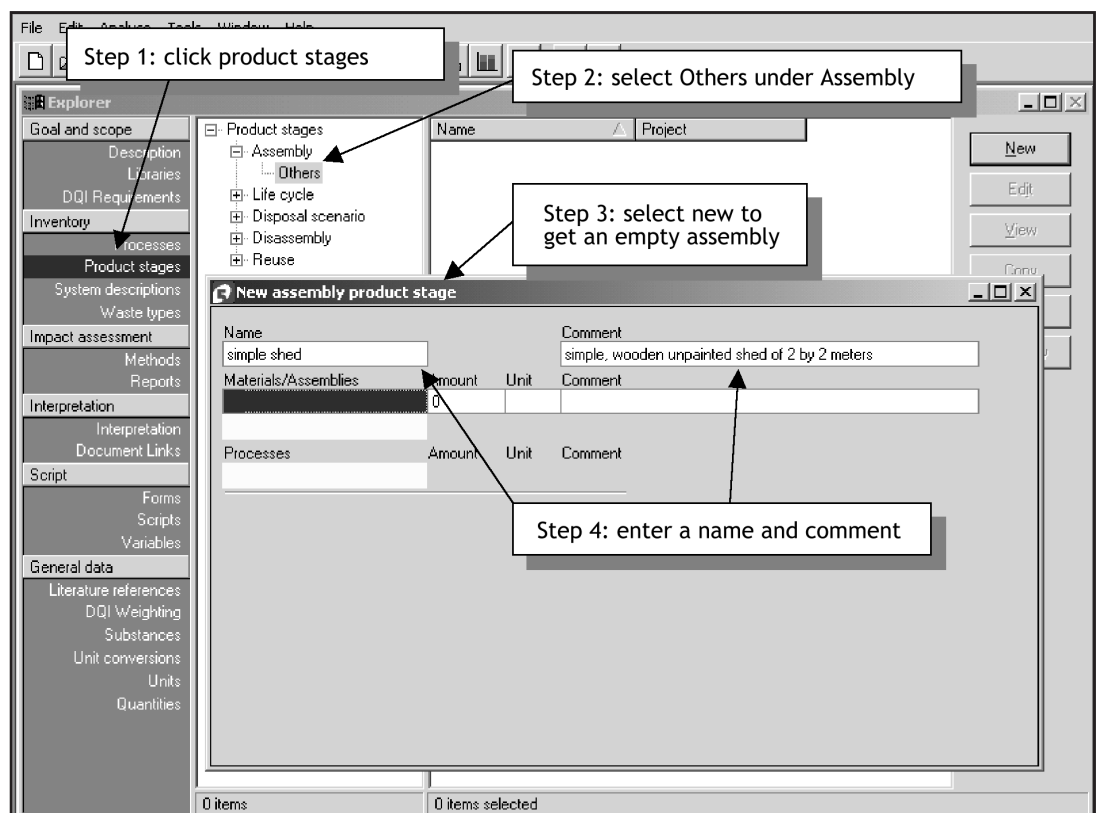 File Edit Analyse Tools Window Help
Step 1: click product stages
Step 2: select Others under Assembly
Explorer
Goal and scope
Description
Libraries
DQI Requirements
Inventory
Processes
Product stages
System descriptions
Waste types
Impact assessment
Methods
Reports
Interpretation
Interpretation
Document Links
Script
Forms
Scripts
Variables
General data
Literature references
DQI Weighting
Substances
Unit conversions
Units
Quantities
Product stages
Assembly
Others
Life cycle
Disposal scenario
Disassembly
Reuse
Name Project
New
Edit
View
Copy
Step 3: select new to
get an empty assembly
New assembly product stage
Name Comment
simple shed simple, wooden unpainted shed of 2 by 2 meters
Materials/Assemblies Amount Unit Comment
0
Processes Amount Unit Comment
Step 4: enter a name and comment
0 items 0 items selected